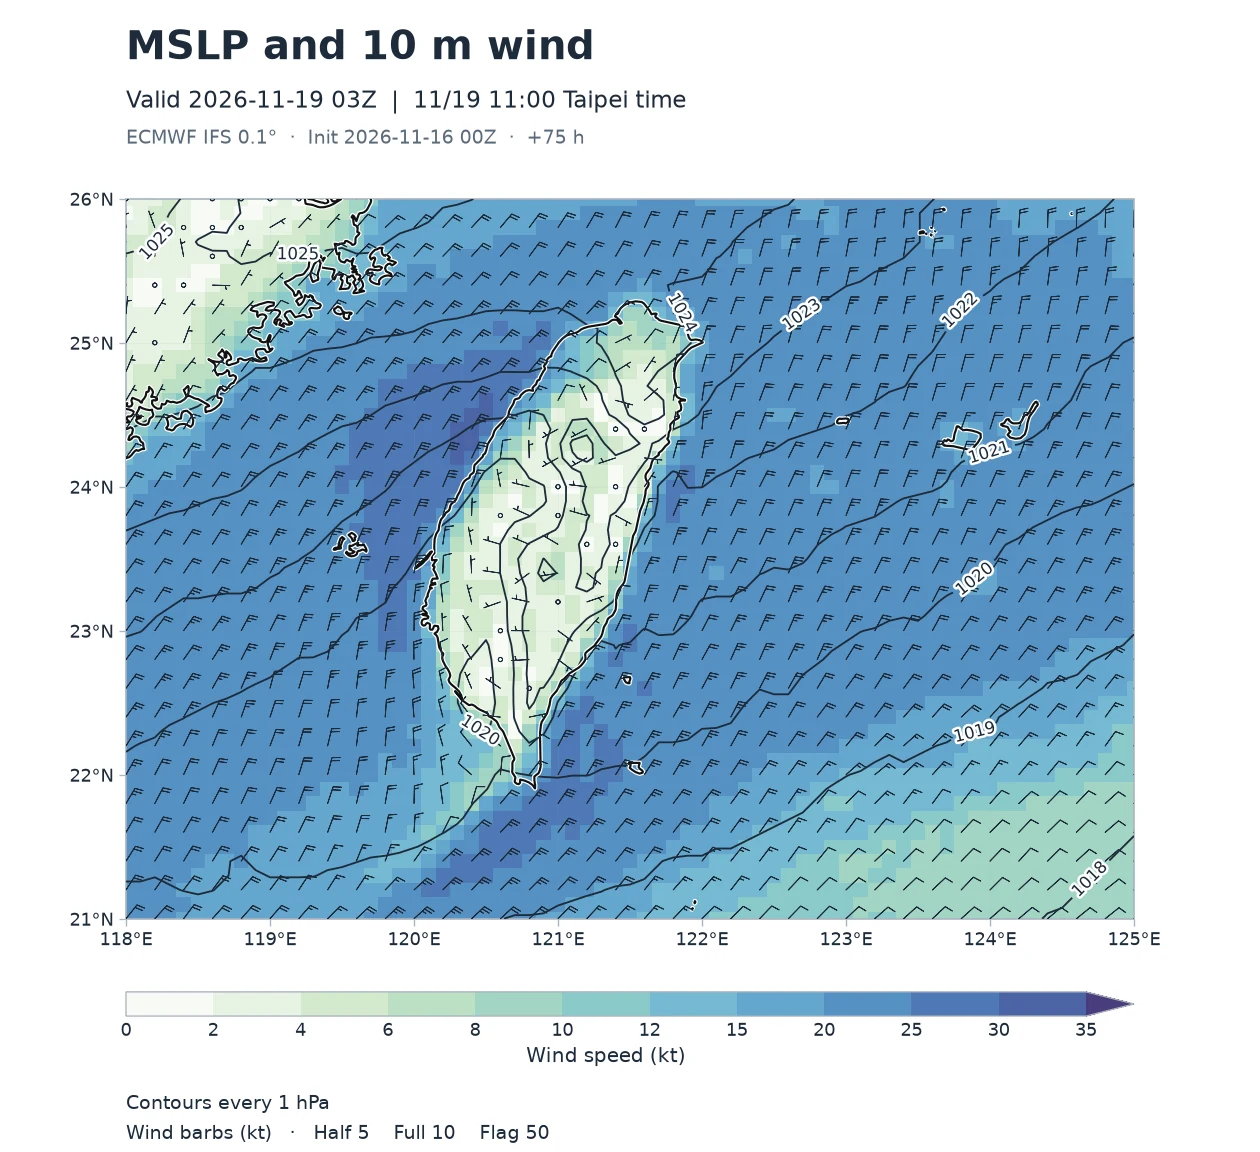 MSLP and 10 m wind
Valid 2026-11-19 03Z | 11/19 11:00 Taipei time
ECMWF IFS 0.1° · Init 2026-11-16 00Z · +75 h
26°N
1025
1025
1024
1023
1022
25°N
1021
24°N
1020
23°N
1020
1019
22°N
1018
21°N
118°E 119°E 120°E 121°E 122°E 123°E 124°E 125°E
0 2 4 6 8 10 12 15 20 25 30 35
Wind speed (kt)
Contours every 1 hPa
Wind barbs (kt) · Half 5 Full 10 Flag 50